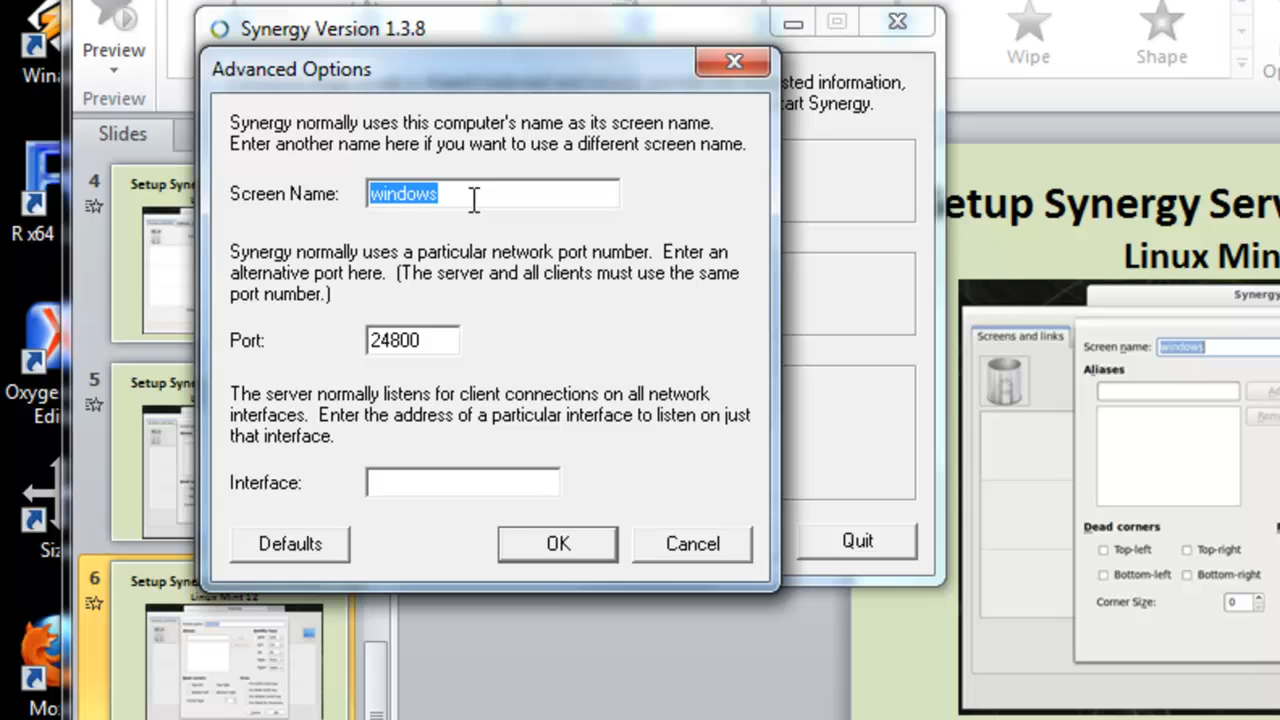 Synergy Version 1.3.8
Advanced Options
Synergy normally uses this computer's name as its screen name.
Enter another name here if you want to use a different screen name.
Screen Name: windows
Synergy normally uses a particular network port number. Enter an
alternative port here. (The server and all clients must use the same
port number.)
Port: 24800
The server normally listens for client connections on all network
interfaces. Enter the address of a particular interface to listen on just
that interface.
Interface:
Defaults
OK
Cancel
sted information,
art Synergy.
Quit
Preview
Preview
Wipe
Shape
Slides
4
Setup Syne
5
Setup Syne
6
Setup Syne
Linux Mint 12
Wina
R x64
Oxyge
Edi
Siz
Moz
etup Synergy Serv
Linux Min
Synergy
Screens and links
Screen name: windows
Aliases
Dead corners
Top-left
Top-right
Bottom-left
Bottom-right
Corner Size: 0